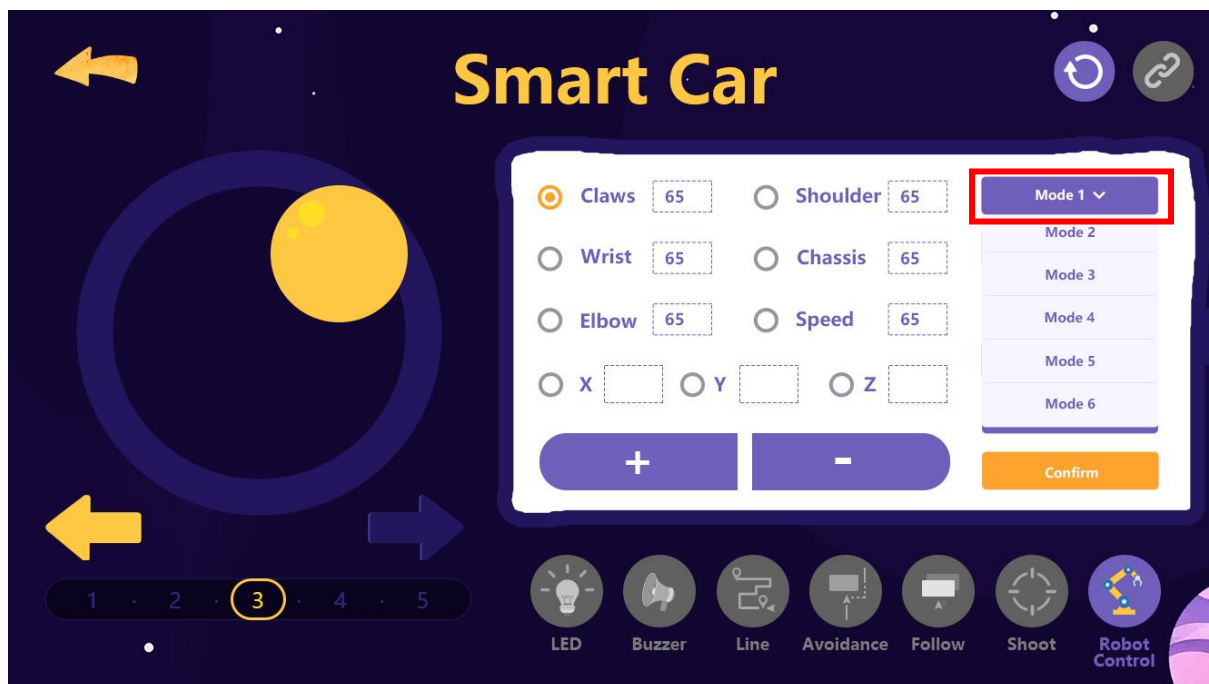 Smart Car
Claws 65 Shoulder 65 Mode 1
Mode 2
Wrist 65 Chassis 65 Mode 3
Elbow 65 Speed 65 Mode 4
Mode 5
X Y Z Mode 6
+ - Confirm
1 · 2 · 3 · 4 · 5
LED Buzzer Line Avoidance Follow Shoot Robot
Control